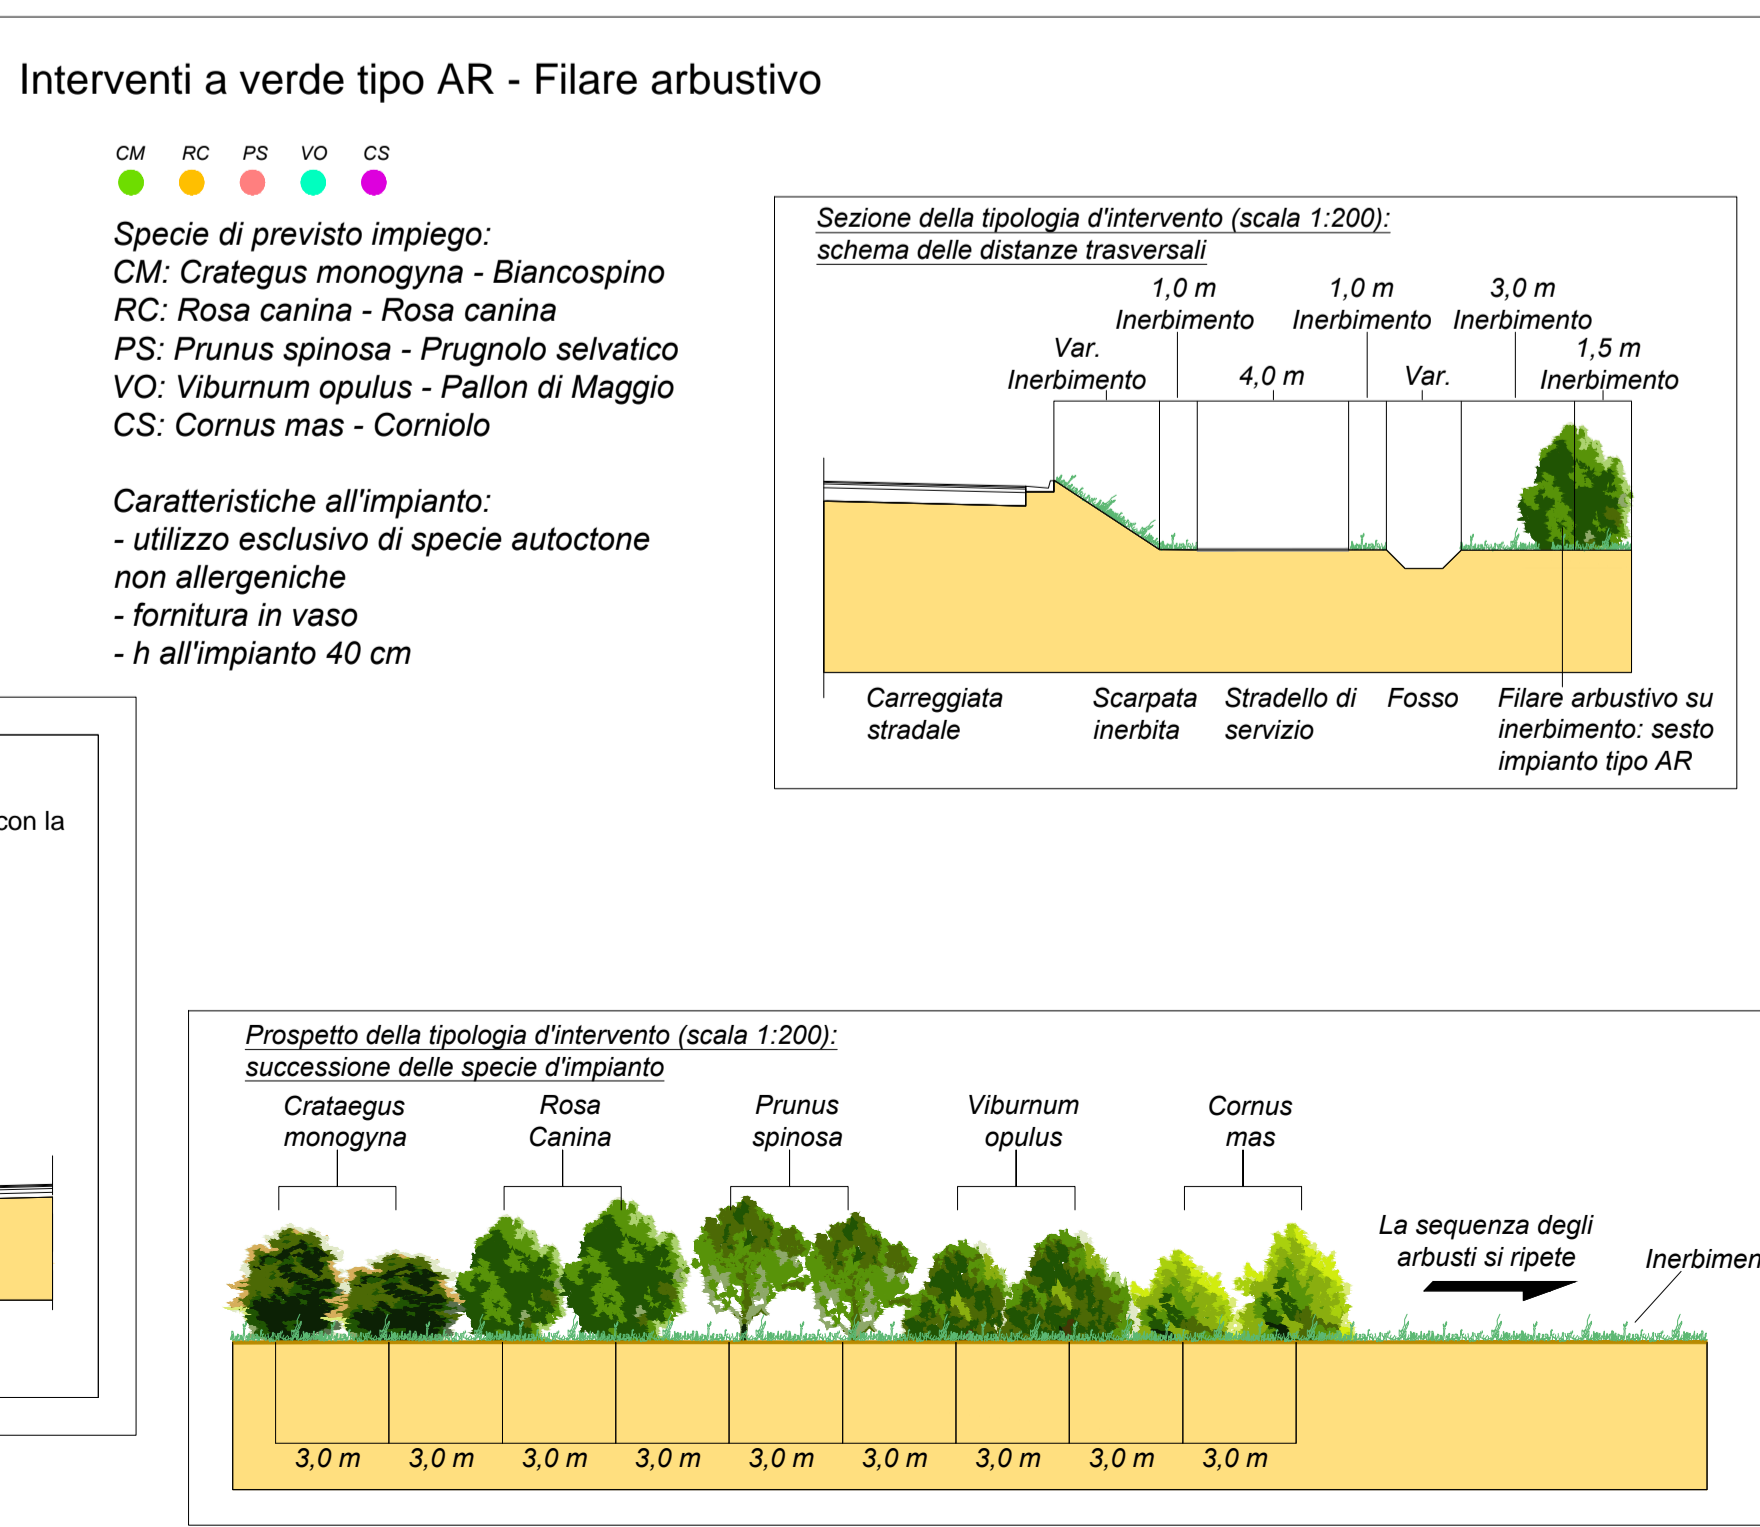 Interventi a verde tipo AR - Filare arbustivo
CM RC PS VO CS
Specie di previsto impiego:
CM: Crategus monogyna - Biancospino
RC: Rosa canina - Rosa canina
PS: Prunus spinosa - Prugnolo selvatico
VO: Viburnum opulus - Pallon di Maggio
CS: Cornus mas - Corniolo
Caratteristiche all'impianto:
- utilizzo esclusivo di specie autoctone
non allergeniche
- fornitura in vaso
- h all'impianto 40 cm
Sezione della tipologia d'intervento (scala 1:200):
schema delle distanze trasversali
1,0 m 1,0 m 3,0 m
Inerbimento Inerbimento Inerbimento
Var. 1,5 m
Inerbimento 4,0 m Var. Inerbimento
Carreggiata Scarpata Stradello di Fosso Filare arbustivo su
stradale inerbita servizio inerbimento: sesto
impianto tipo AR
con la
Prospetto della tipologia d'intervento (scala 1:200):
successione delle specie d'impianto
Crataegus Rosa Prunus Viburnum Cornus
monogyna Canina spinosa opulus mas
La sequenza degli
arbusti si ripete Inerbimen
3,0 m 3,0 m 3,0 m 3,0 m 3,0 m 3,0 m 3,0 m 3,0 m 3,0 m